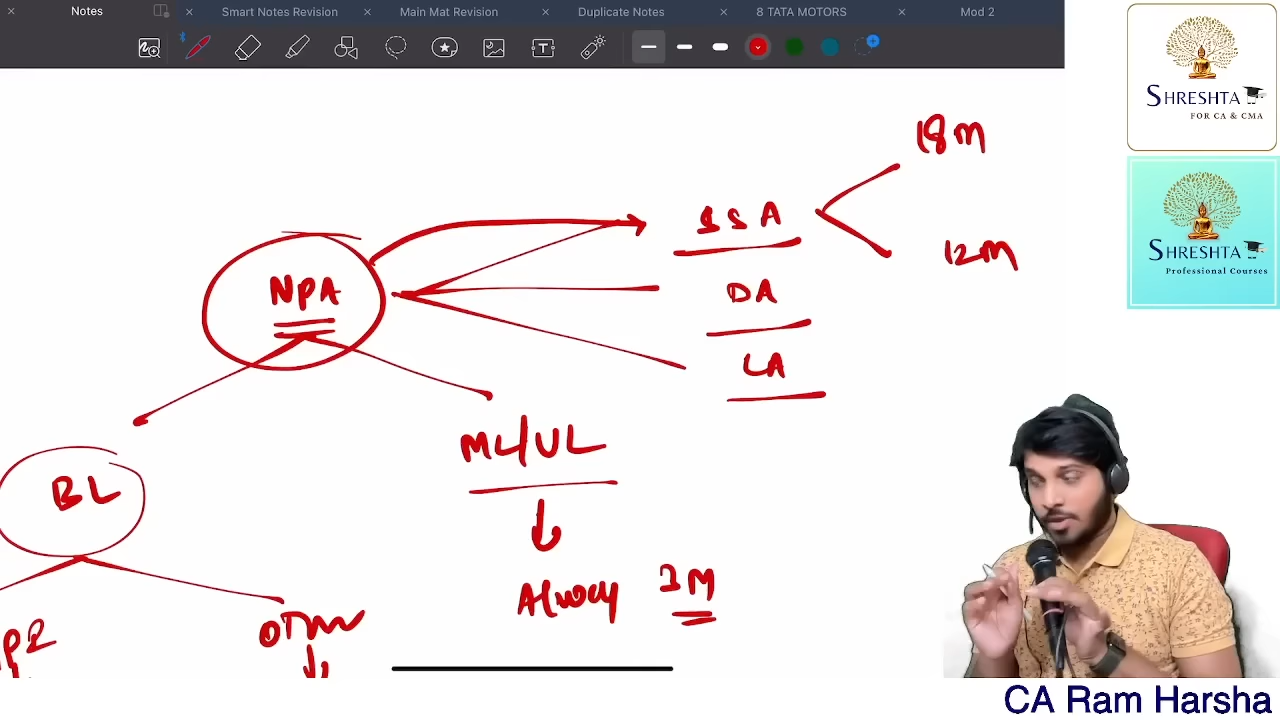 Notes
Smart Notes Revision
Main Mat Revision
Duplicate Notes
8 TATA MOTORS
Mod 2
SHRESHTA
FOR CA & CMA
SHRESHTA
Professional Courses
18M
SSA
12M
NPA
DA
LA
ML/UL
BL
Always 3M
CA Ram Harsha